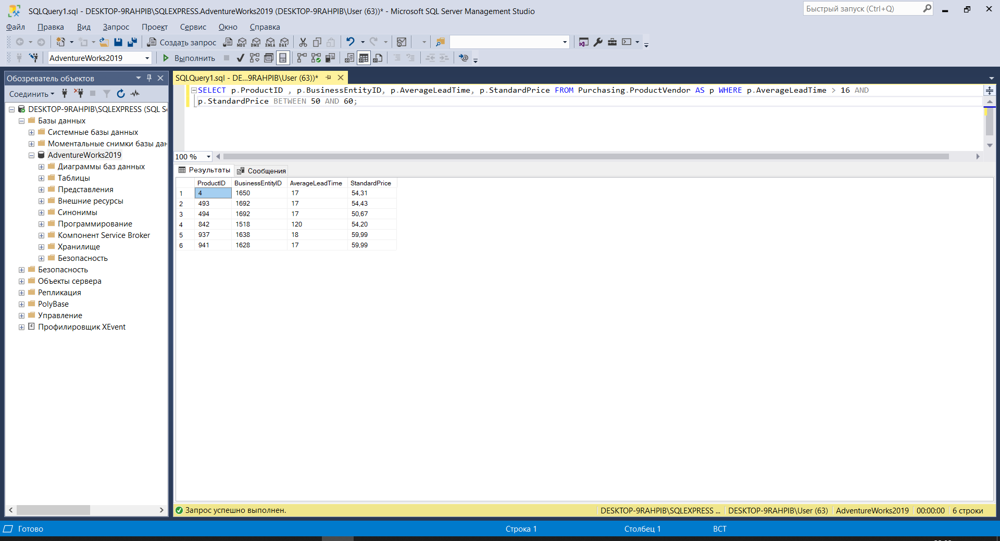 SQLQuery1.sql - DESKTOP-9RAHPIB\SQLEXPRESS.AdventureWorks2019 (DESKTOP-9RAHPIB\User (63))* - Microsoft SQL Server Management Studio
Быстрый запуск (Ctrl+Q)
Файл Правка Вид Запрос Проект Сервис Окно Справка
Создать запрос MDX DMX XMLA DAX
AdventureWorks2019 Выполнить
Обозреватель объектов
Соединить
DESKTOP-9RAHPIB\SQLEXPRESS (SQL S
Базы данных
Системные базы данных
Моментальные снимки базы дан
AdventureWorks2019
Диаграммы баз данных
Таблицы
Представления
Внешние ресурсы
Синонимы
Программирование
Компонент Service Broker
Хранилище
Безопасность
Безопасность
Объекты сервера
Репликация
PolyBase
Управление
Профилировщик XEvent
SQLQuery1.sql - DE...9RAHPIB\User (63))*
SELECT p.ProductID , p.BusinessEntityID, p.AverageLeadTime, p.StandardPrice FROM Purchasing.ProductVendor AS p WHERE p.AverageLeadTime > 16 AND
p.StandardPrice BETWEEN 50 AND 60;
100 %
Результаты Сообщения
ProductID BusinessEntityID AverageLeadTime StandardPrice
1 4 1650 17 54,31
2 493 1692 17 54,43
3 494 1692 17 50,67
4 842 1518 120 54,20
5 937 1638 18 59,99
6 941 1628 17 59,99
Запрос успешно выполнен. DESKTOP-9RAHPIB\SQLEXPRESS ... DESKTOP-9RAHPIB\User (63) AdventureWorks2019 00:00:00 6 строки
Готово Строка 1 Столбец 1 ВСТ